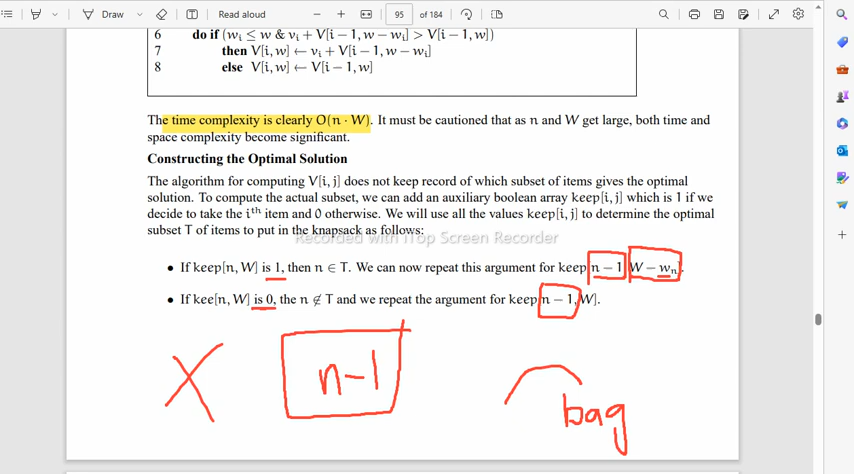 Draw Read aloud 95 of 184
6 do if (wᵢ ≤ w & vᵢ + V[i − 1, w − wᵢ] > V[i − 1, w])
7 then V[i, w] ← vᵢ + V[i − 1, w − wᵢ]
8 else V[i, w] ← V[i − 1, w]
The time complexity is clearly O(n · W). It must be cautioned that as n and W get large, both time and
space complexity become significant.
Constructing the Optimal Solution
The algorithm for computing V[i, j] does not keep record of which subset of items gives the optimal
solution. To compute the actual subset, we can add an auxiliary boolean array keep[i, j] which is 1 if we
decide to take the iᵗʰ item and 0 otherwise. We will use all the values keep[i, j] to determine the optimal
subset T of items to put in the knapsack as follows:
Recorded with iTop Screen Recorder
• If keep[n, W] is 1, then n ∈ T. We can now repeat this argument for keep[n − 1, W − wₙ].
• If kee[n, W] is 0, the n ∉ T and we repeat the argument for keep[n − 1, W].
X n-1 bag